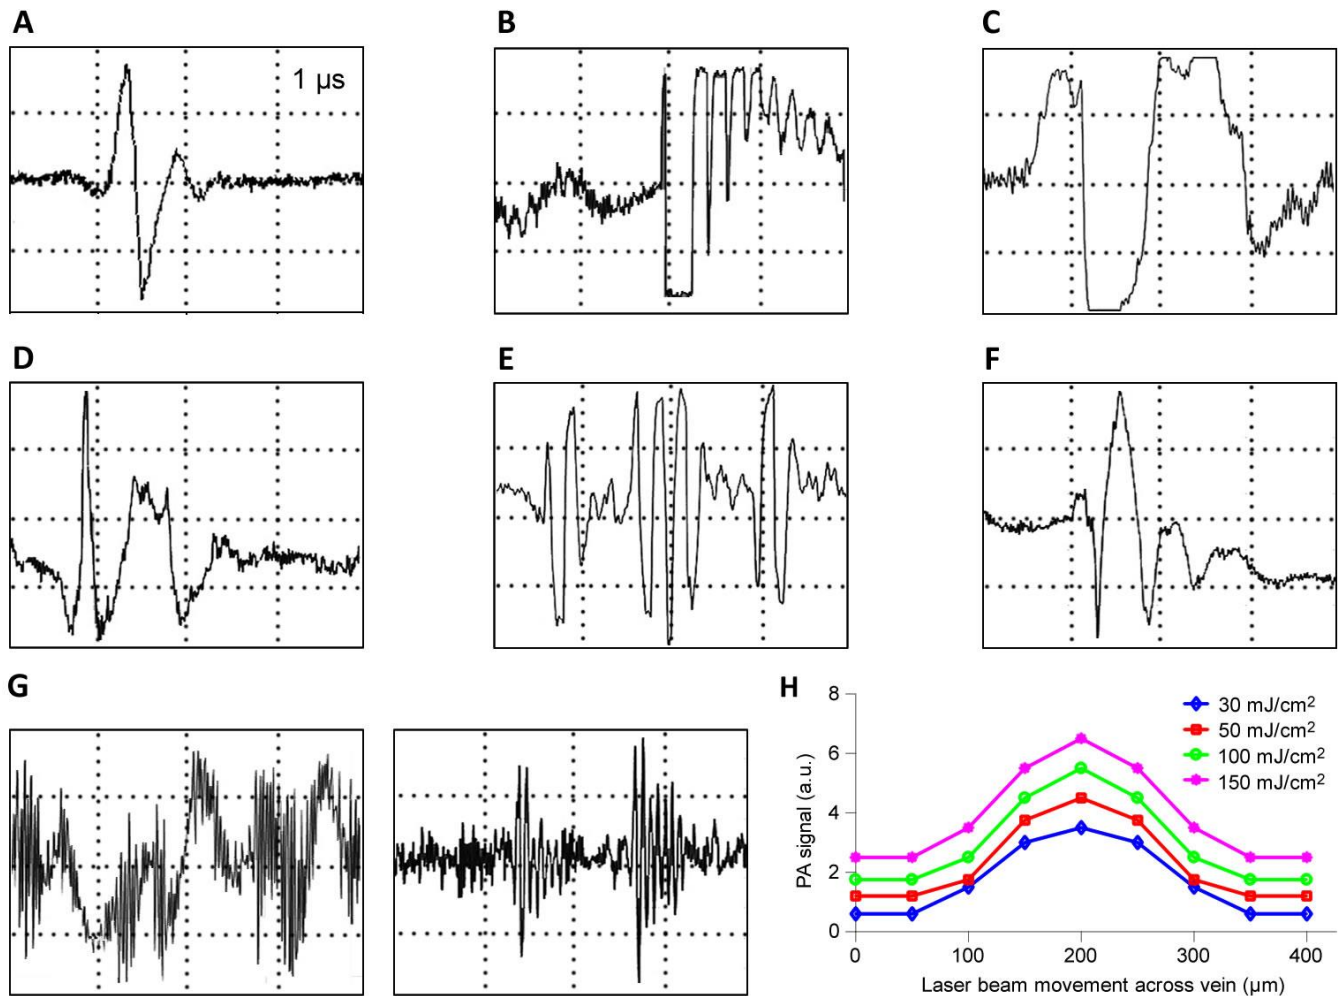 A
B
C
1 µs
D
E
F
G
H
8
6
4
2
0
PA signal (a.u.)
30 mJ/cm²
50 mJ/cm²
100 mJ/cm²
150 mJ/cm²
0 100 200 300 400
Laser beam movement across vein (µm)